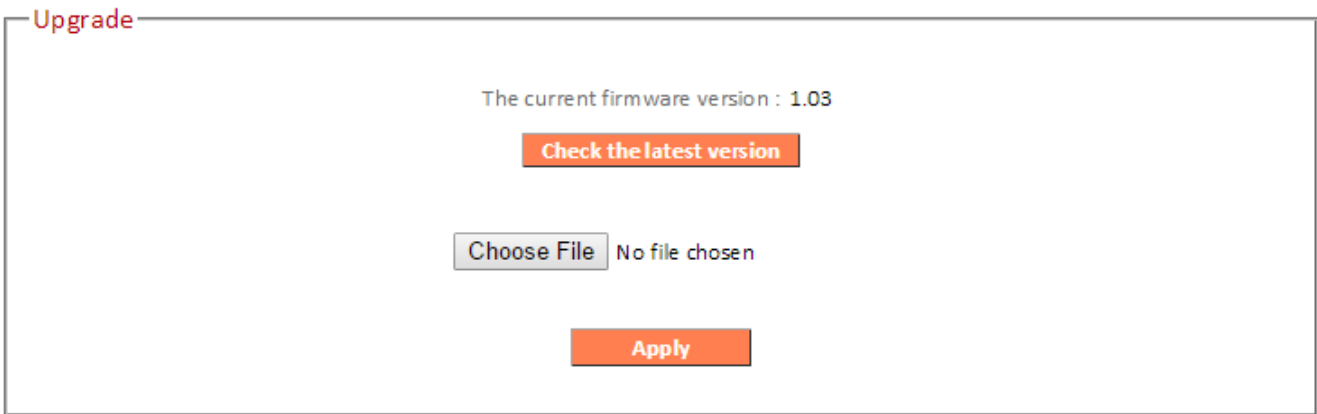 Upgrade
The current firmware version : 1.03
Check the latest version
Choose File No file chosen
Apply